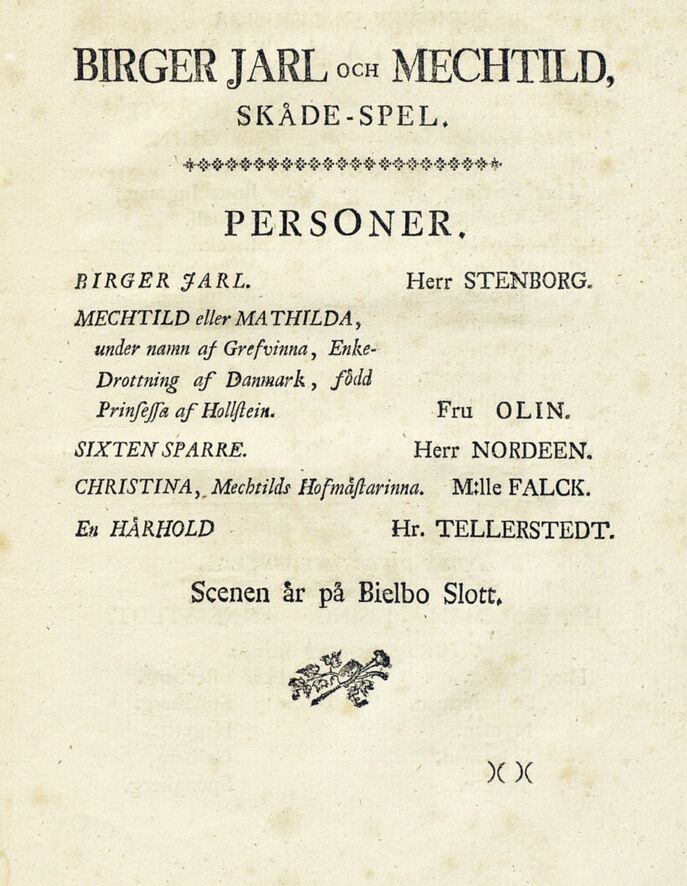 BIRGER JARL OCH MECHTILD,
SKÅDE-SPEL.
PERSONER.
BIRGER JARL. Herr STENBORG.
MECHTILD eller MATHILDA,
under namn af Grefvinna, Enke-
Drottning af Danmark, född
Prinſeſſa af Hollſtein. Fru OLIN.
SIXTEN SPARRE. Herr NORDEEN.
CHRISTINA, Mechtilds Hofmåſtarinna. M:lle FALCK.
En HÅRHOLD Hr. TELLERSTEDT.
Scenen år på Bielbo Slott.
)( )(